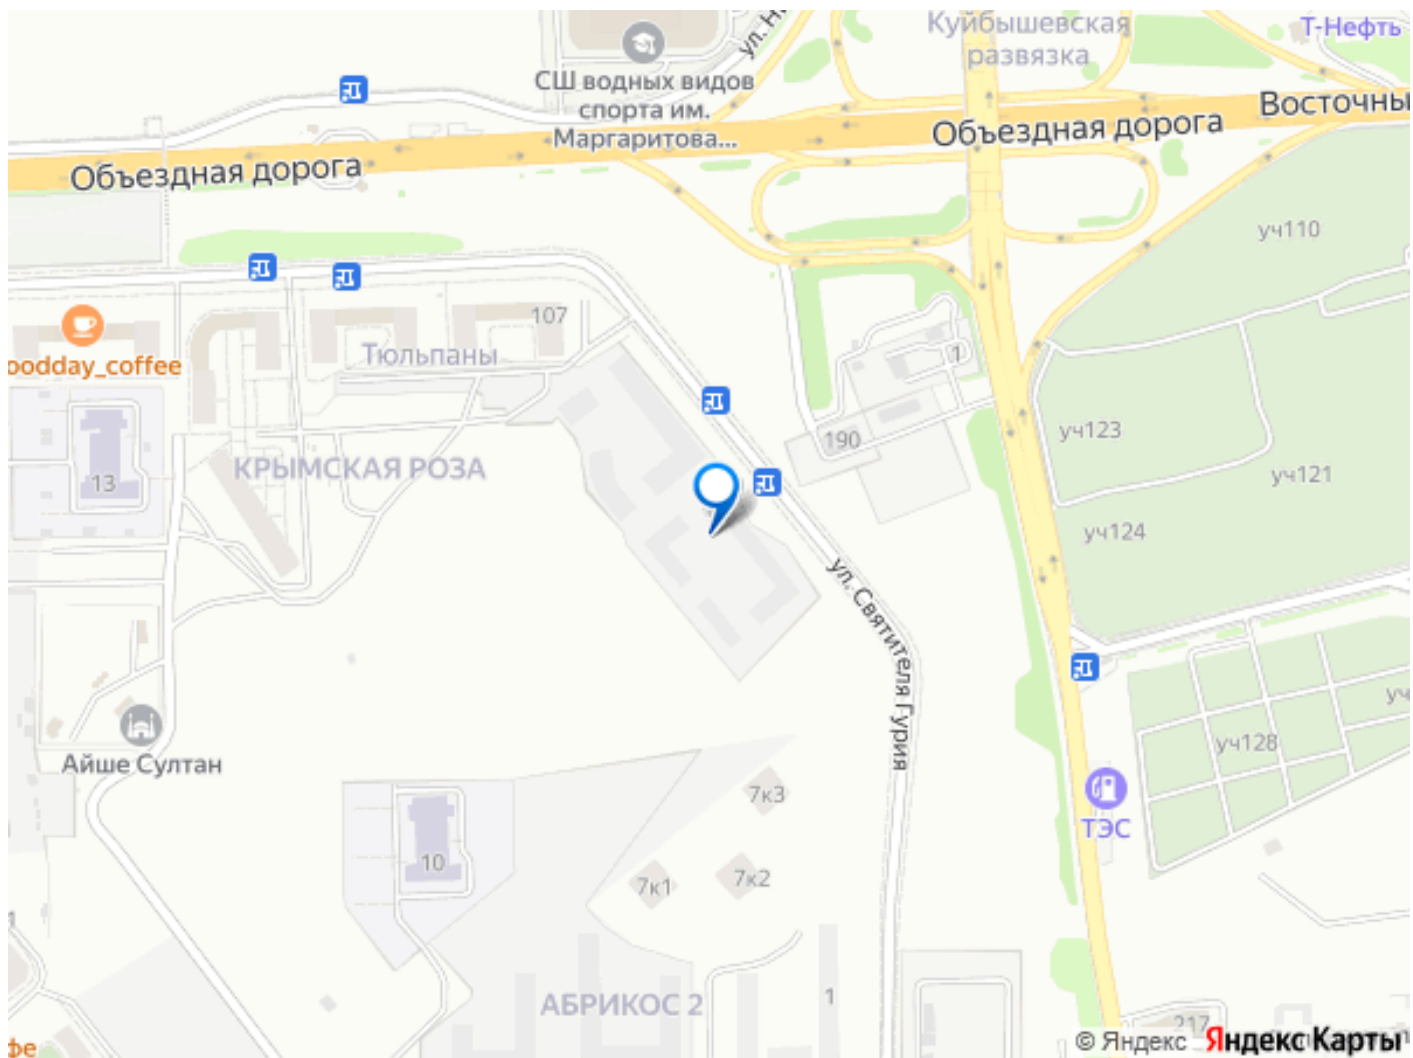 ул. Н
Куйбышевская
развязка
Т-Нефть
СШ водных видов
спорта им.
Маргаритова...
Восточны
Объездная дорога
Объездная дорога
уч110
107
Тюльпаны
oodday_coffee
1
уч123
190
КРЫМСКАЯ РОЗА
13
уч121
уч124
ул. Святителя Гурия
Айше Султан
уч128
7к3
ТЭС
10
7к1
7к2
АБРИКОС 2
1
217
фе
© Яндекс Яндекс Карты